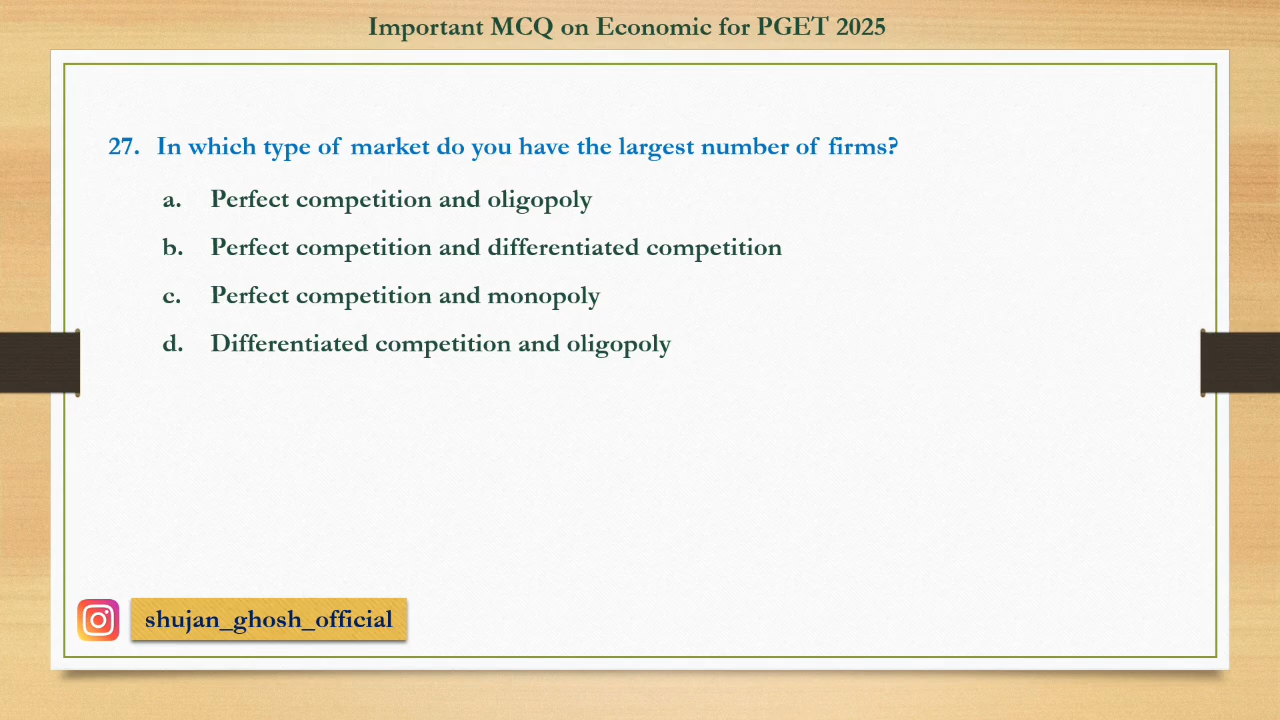 Important MCQ on Economic for PGET 2025
27. In which type of market do you have the largest number of firms?
a. Perfect competition and oligopoly
b. Perfect competition and differentiated competition
c. Perfect competition and monopoly
d. Differentiated competition and oligopoly
shujan_ghosh_official